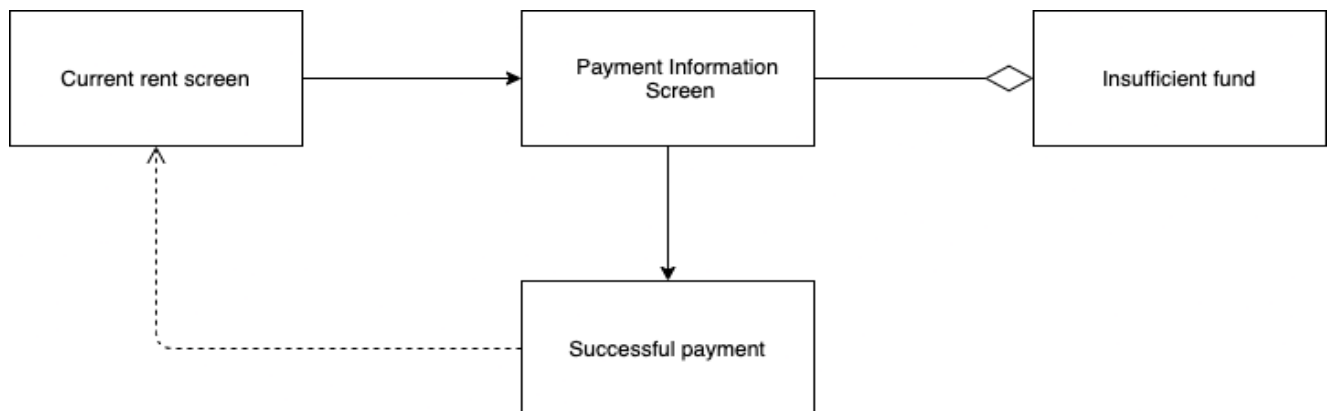 Current rent screen
Payment Information
Screen
Insufficient fund
Successful payment